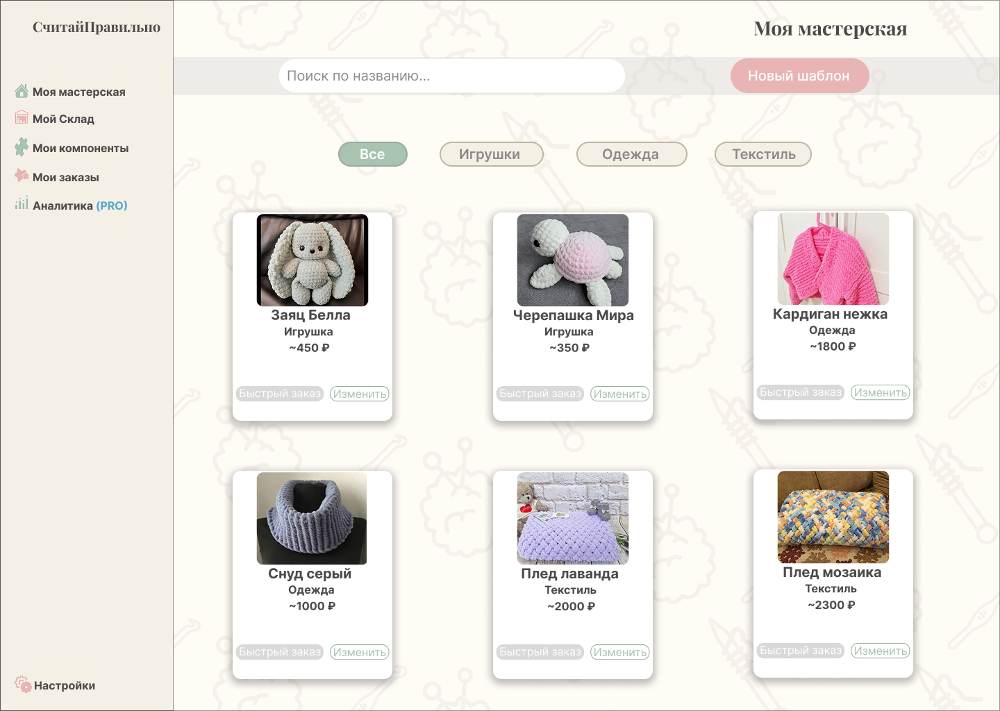 СчитайПравильно
Моя мастерская
Мой Склад
Мои компоненты
Мои заказы
Аналитика (PRO)
Настройки
Моя мастерская
Поиск по названию...
Новый шаблон
Все
Игрушки
Одежда
Текстиль
Заяц Белла
Игрушка
~450 ₽
Быстрый заказ
Изменить
Черепашка Мира
Игрушка
~350 ₽
Быстрый заказ
Изменить
Кардиган нежка
Одежда
~1800 ₽
Быстрый заказ
Изменить
Снуд серый
Одежда
~1000 ₽
Быстрый заказ
Изменить
Плед лаванда
Текстиль
~2000 ₽
Быстрый заказ
Изменить
Плед мозаика
Текстиль
~2300 ₽
Быстрый заказ
Изменить